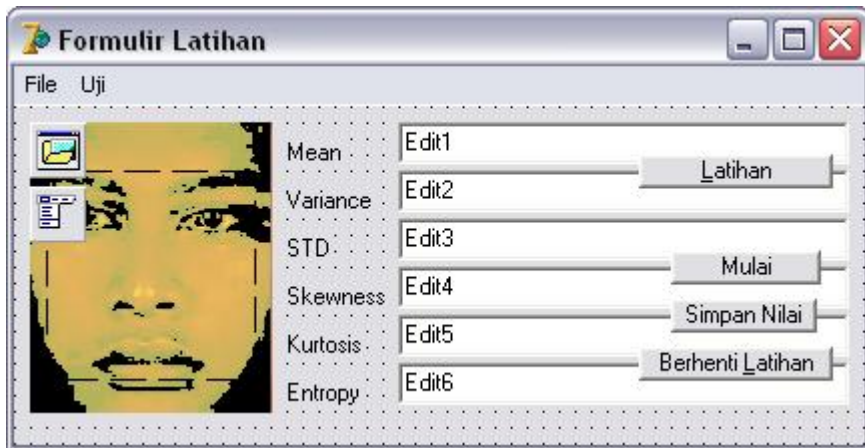 Formulir Latihan
File Uji
Mean Edit1
Latihan
Variance Edit2
STD Edit3
Mulai
Skewness Edit4
Simpan Nilai
Kurtosis Edit5
Berhenti Latihan
Entropy Edit6